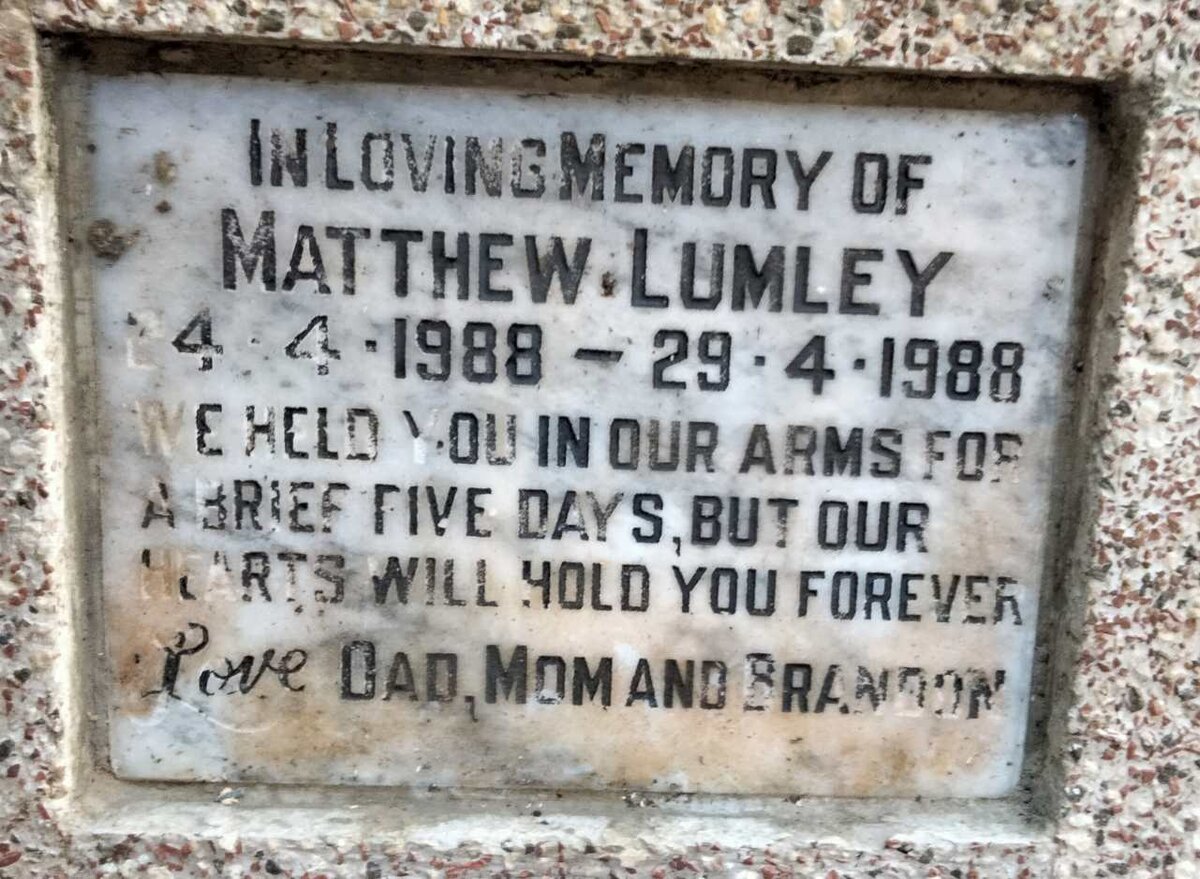 IN LOVING MEMORY OF
MATTHEW LUMLEY
24 · 4 · 1988 – 29 · 4 · 1988
WE HELD YOU IN OUR ARMS FOR
A BRIEF FIVE DAYS, BUT OUR
HEARTS WILL HOLD YOU FOREVER
Love DAD, MOM AND BRANDON